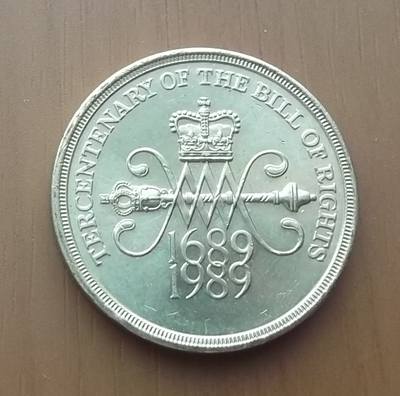 TERCENTENARY OF THE BILL OF RIGHTS
1689
1989